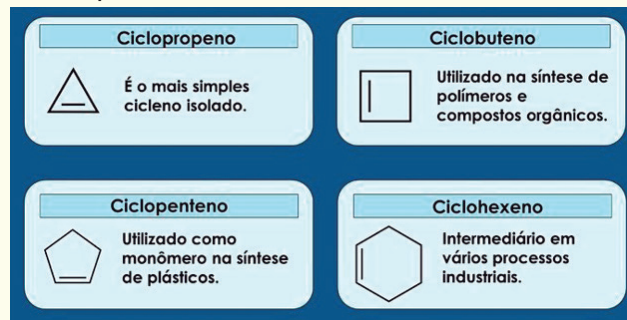 Ciclopropeno
É o mais simples
cicleno isolado.
Ciclobuteno
Utilizado na síntese de
polímeros e
compostos orgânicos.
Ciclopenteno
Utilizado como
monômero na síntese
de plásticos.
Ciclohexeno
Intermediário em
vários processos
industriais.